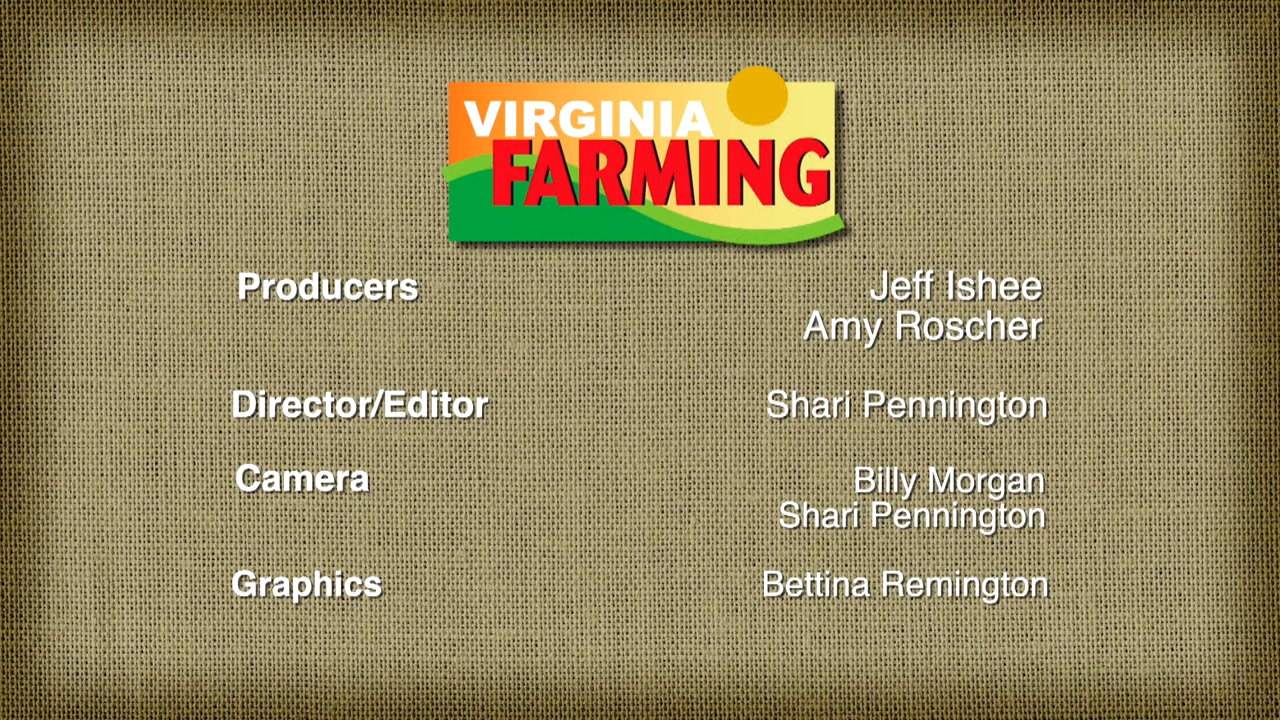 VIRGINIA
FARMING
Producers Jeff Ishee
Amy Roscher
Director/Editor Shari Pennington
Camera Billy Morgan
Shari Pennington
Graphics Bettina Remington